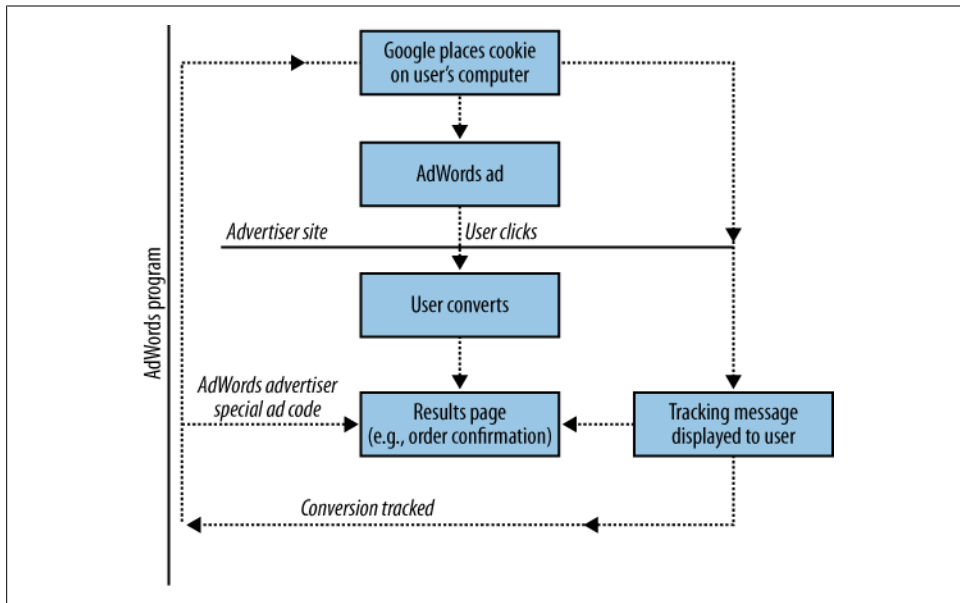 Google places cookie
on user's computer
AdWords ad
Advertiser site
User clicks
User converts
AdWords program
AdWords advertiser
special ad code
Results page
(e.g., order confirmation)
Tracking message
displayed to user
Conversion tracked